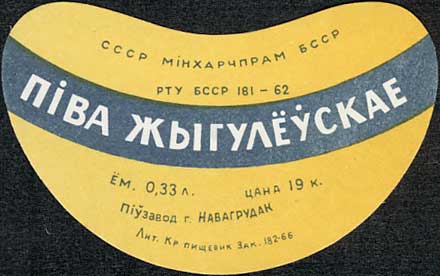 СССР МІНХАРЧПРАМ БССР
РТУ БССР 181 – 62
ПІВА ЖЫГУЛЁЎСКАЕ
ЁМ. 0,33 л. ЦАНА 19 к.
ПІЎЗАВОД г. НАВАГРУДАК
Лит. Кр пищевик Зак. 182-66